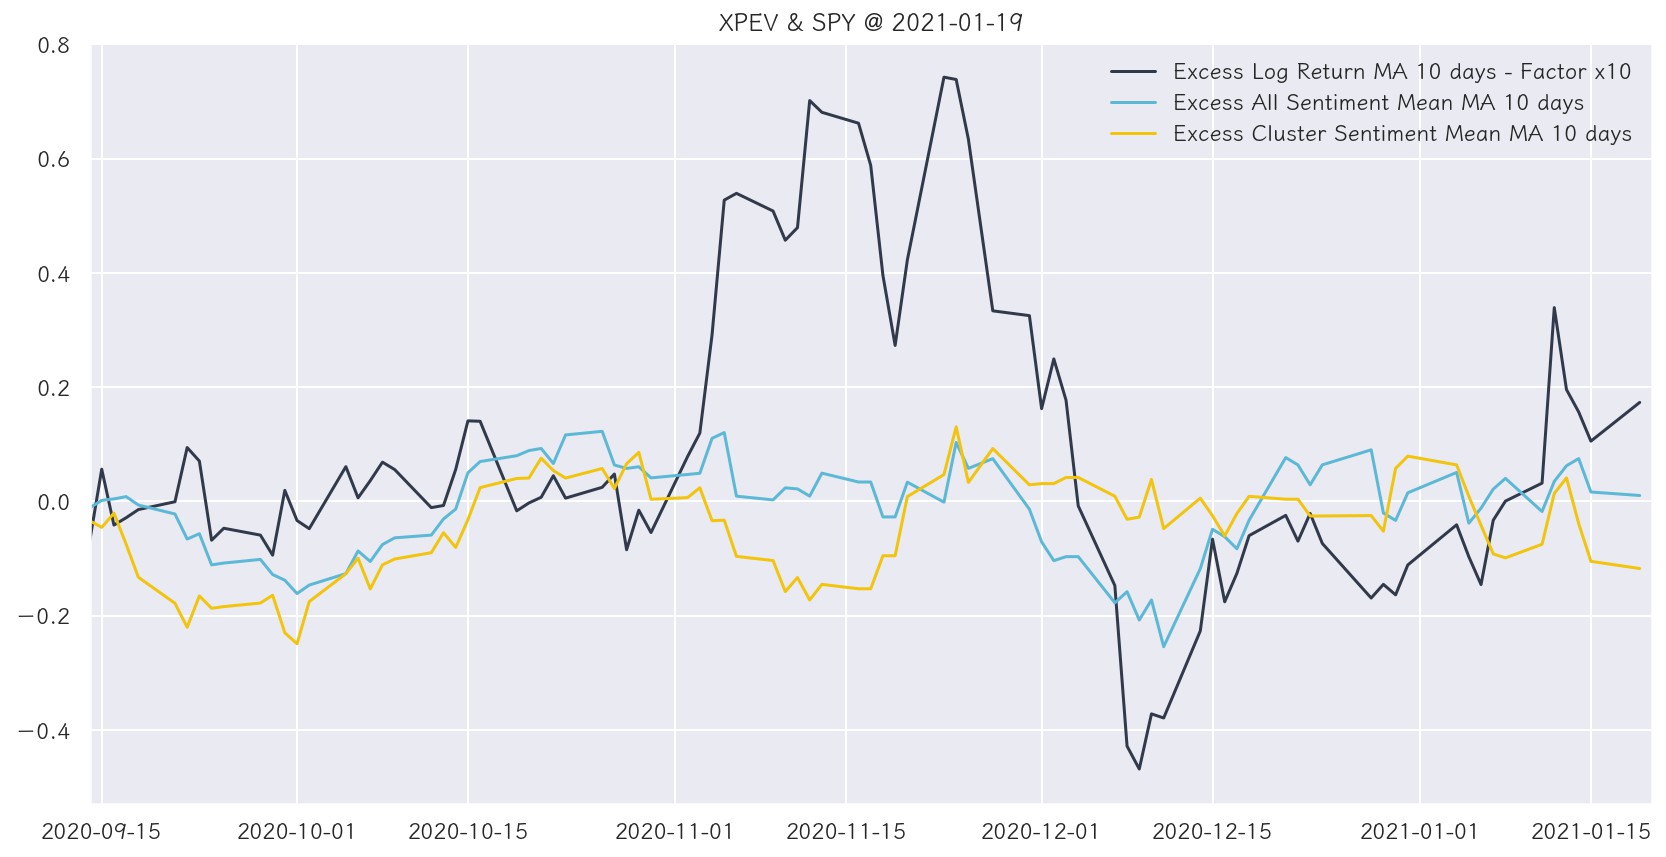 XPEV & SPY @ 2021-01-19
Excess Log Return MA 10 days - Factor x10
Excess All Sentiment Mean MA 10 days
Excess Cluster Sentiment Mean MA 10 days
0.8
0.6
0.4
0.2
0.0
−0.2
−0.4
2020-09-15 2020-10-01 2020-10-15 2020-11-01 2020-11-15 2020-12-01 2020-12-15 2021-01-01 2021-01-15